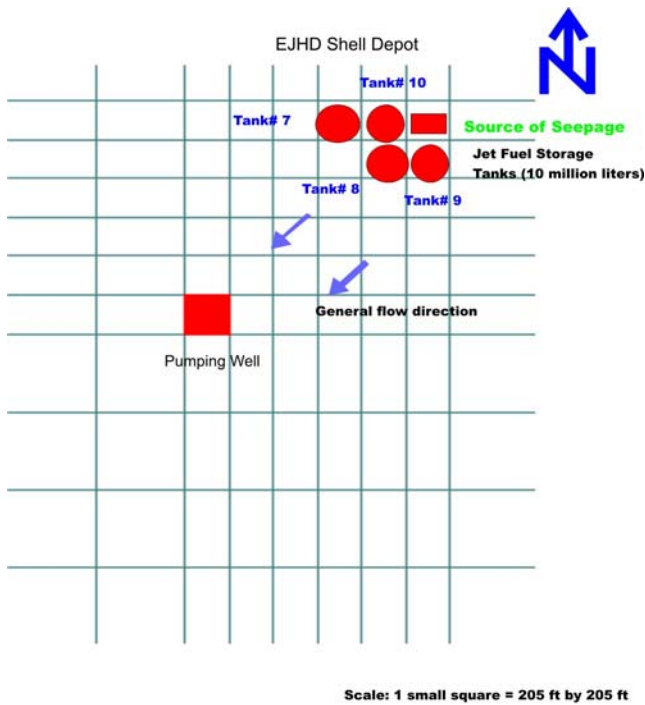 EJHD Shell Depot
N
Tank# 10
Tank# 7
Source of Seepage
Jet Fuel Storage
Tanks (10 million liters)
Tank# 8
Tank# 9
General flow direction
Pumping Well
Scale: 1 small square = 205 ft by 205 ft